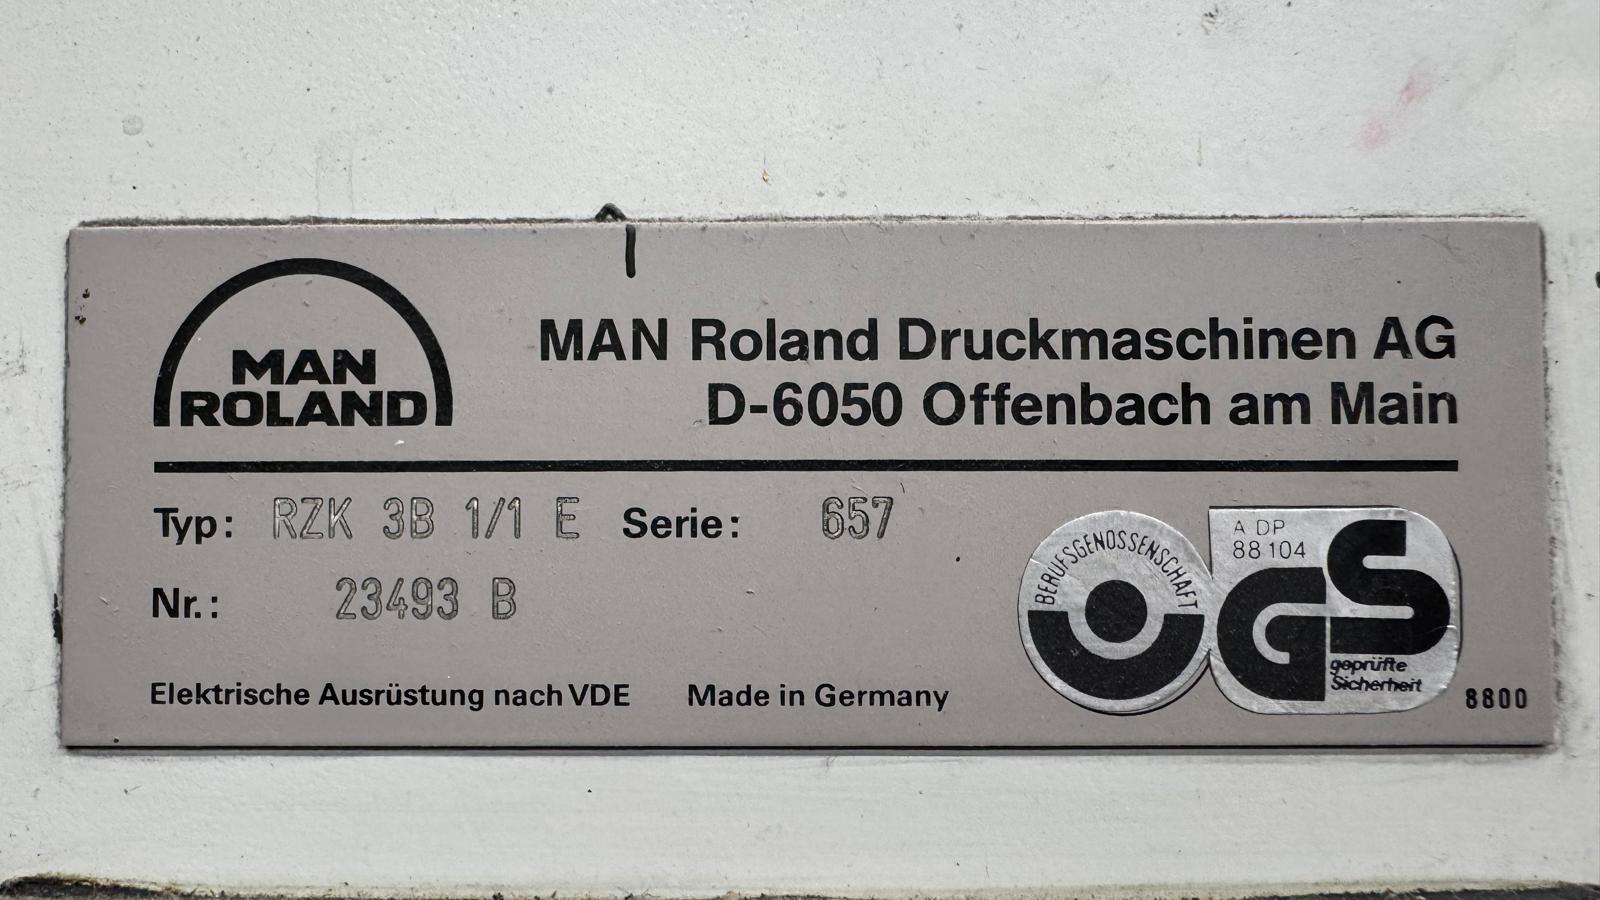 MAN
ROLAND
MAN Roland Druckmaschinen AG
D-6050 Offenbach am Main
Typ: RZK 3B 1/1 E Serie: 657
Nr.: 23493 B
Elektrische Ausrüstung nach VDE Made in Germany
BERUFSGENOSSENSCHAFT
A DP
88 104
GS
geprüfte
Sicherheit
8800